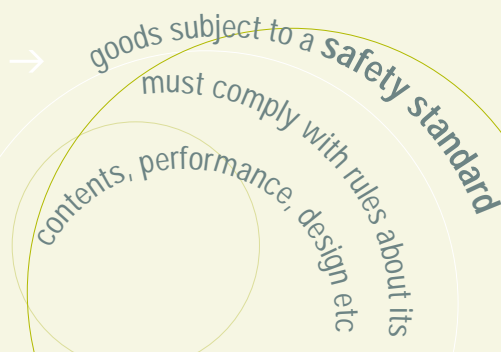 goods subject to a safety standard
must comply with rules about its
contents, performance, design etc